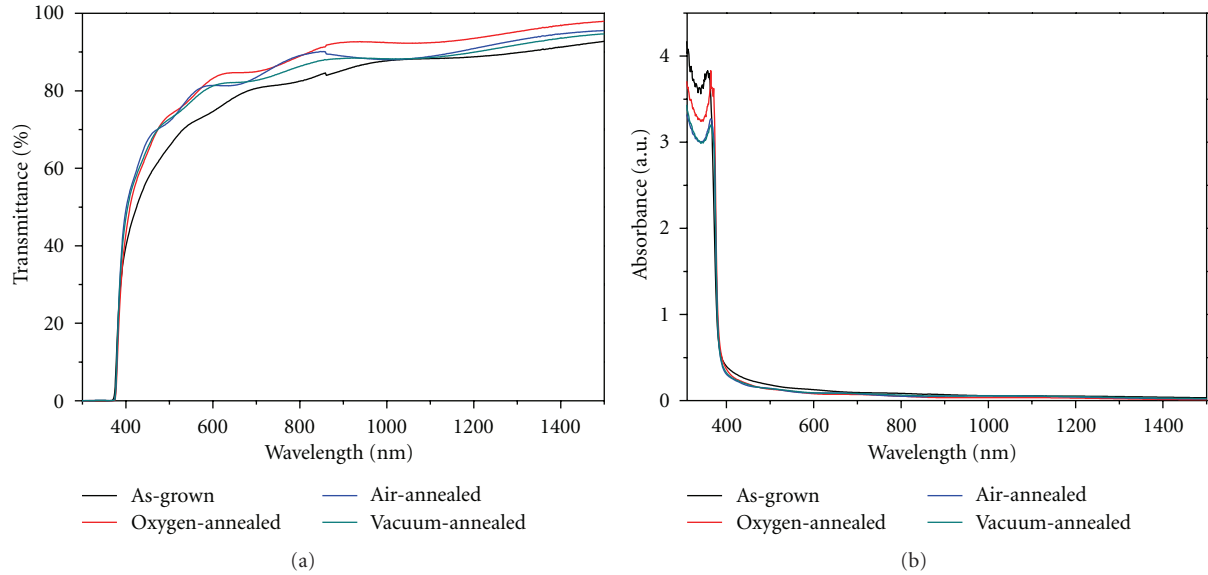 100
80
60
40
20
0
Transmittance (%)
400 600 800 1000 1200 1400
Wavelength (nm)
As-grown
Oxygen-annealed
Air-annealed
Vacuum-annealed
(a)
4
3
2
1
0
Absorbance (a.u.)
400 600 800 1000 1200 1400
Wavelength (nm)
As-grown
Oxygen-annealed
Air-annealed
Vacuum-annealed
(b)